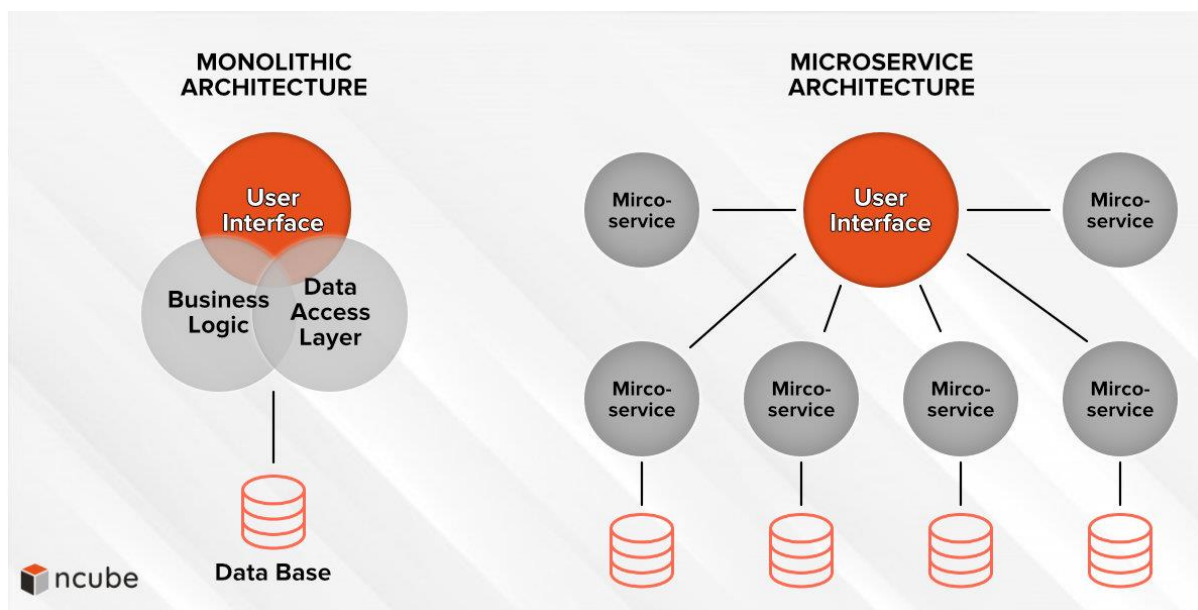 MONOLITHIC
ARCHITECTURE
User
Interface
Business
Logic
Data
Access
Layer
Data Base
ncube
MICROSERVICE
ARCHITECTURE
Mirco-
service
User
Interface
Mirco-
service
Mirco-
service
Mirco-
service
Mirco-
service
Mirco-
service